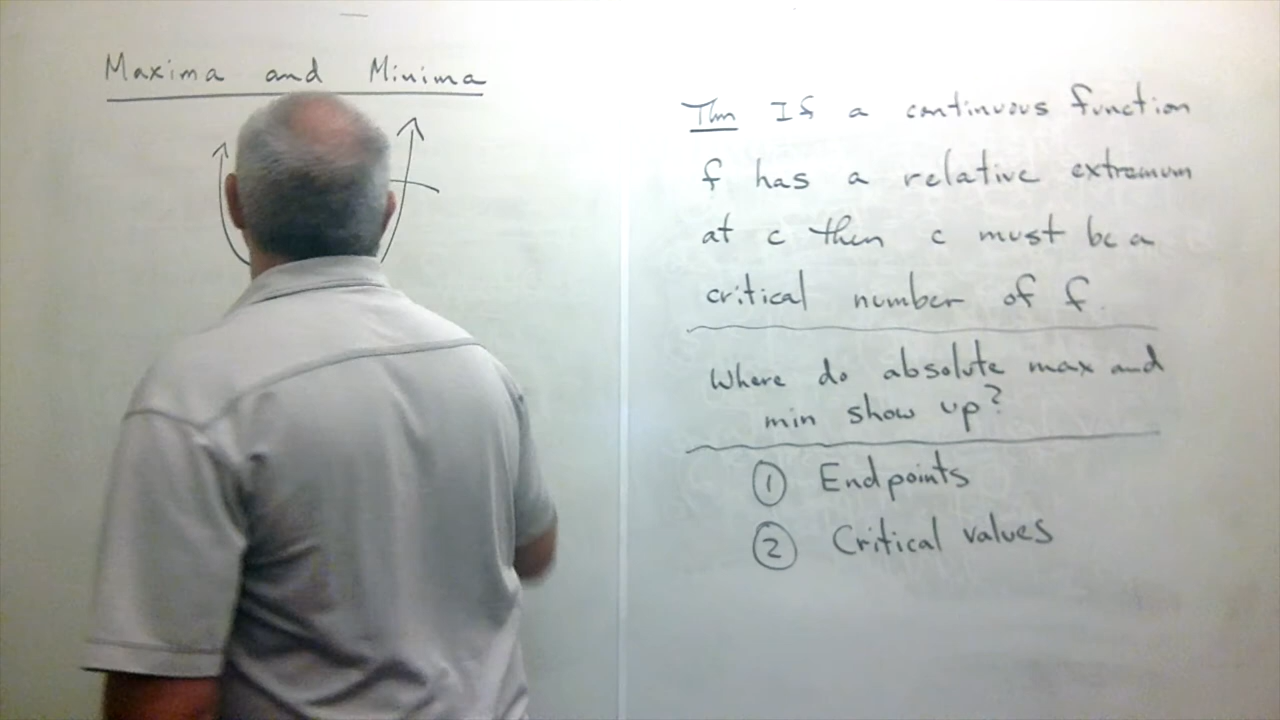 Maxima and Minima
Thm If a continuous function
f has a relative extremum
at c then c must be a
critical number of f.
Where do absolute max and
min show up?
① Endpoints
② Critical values